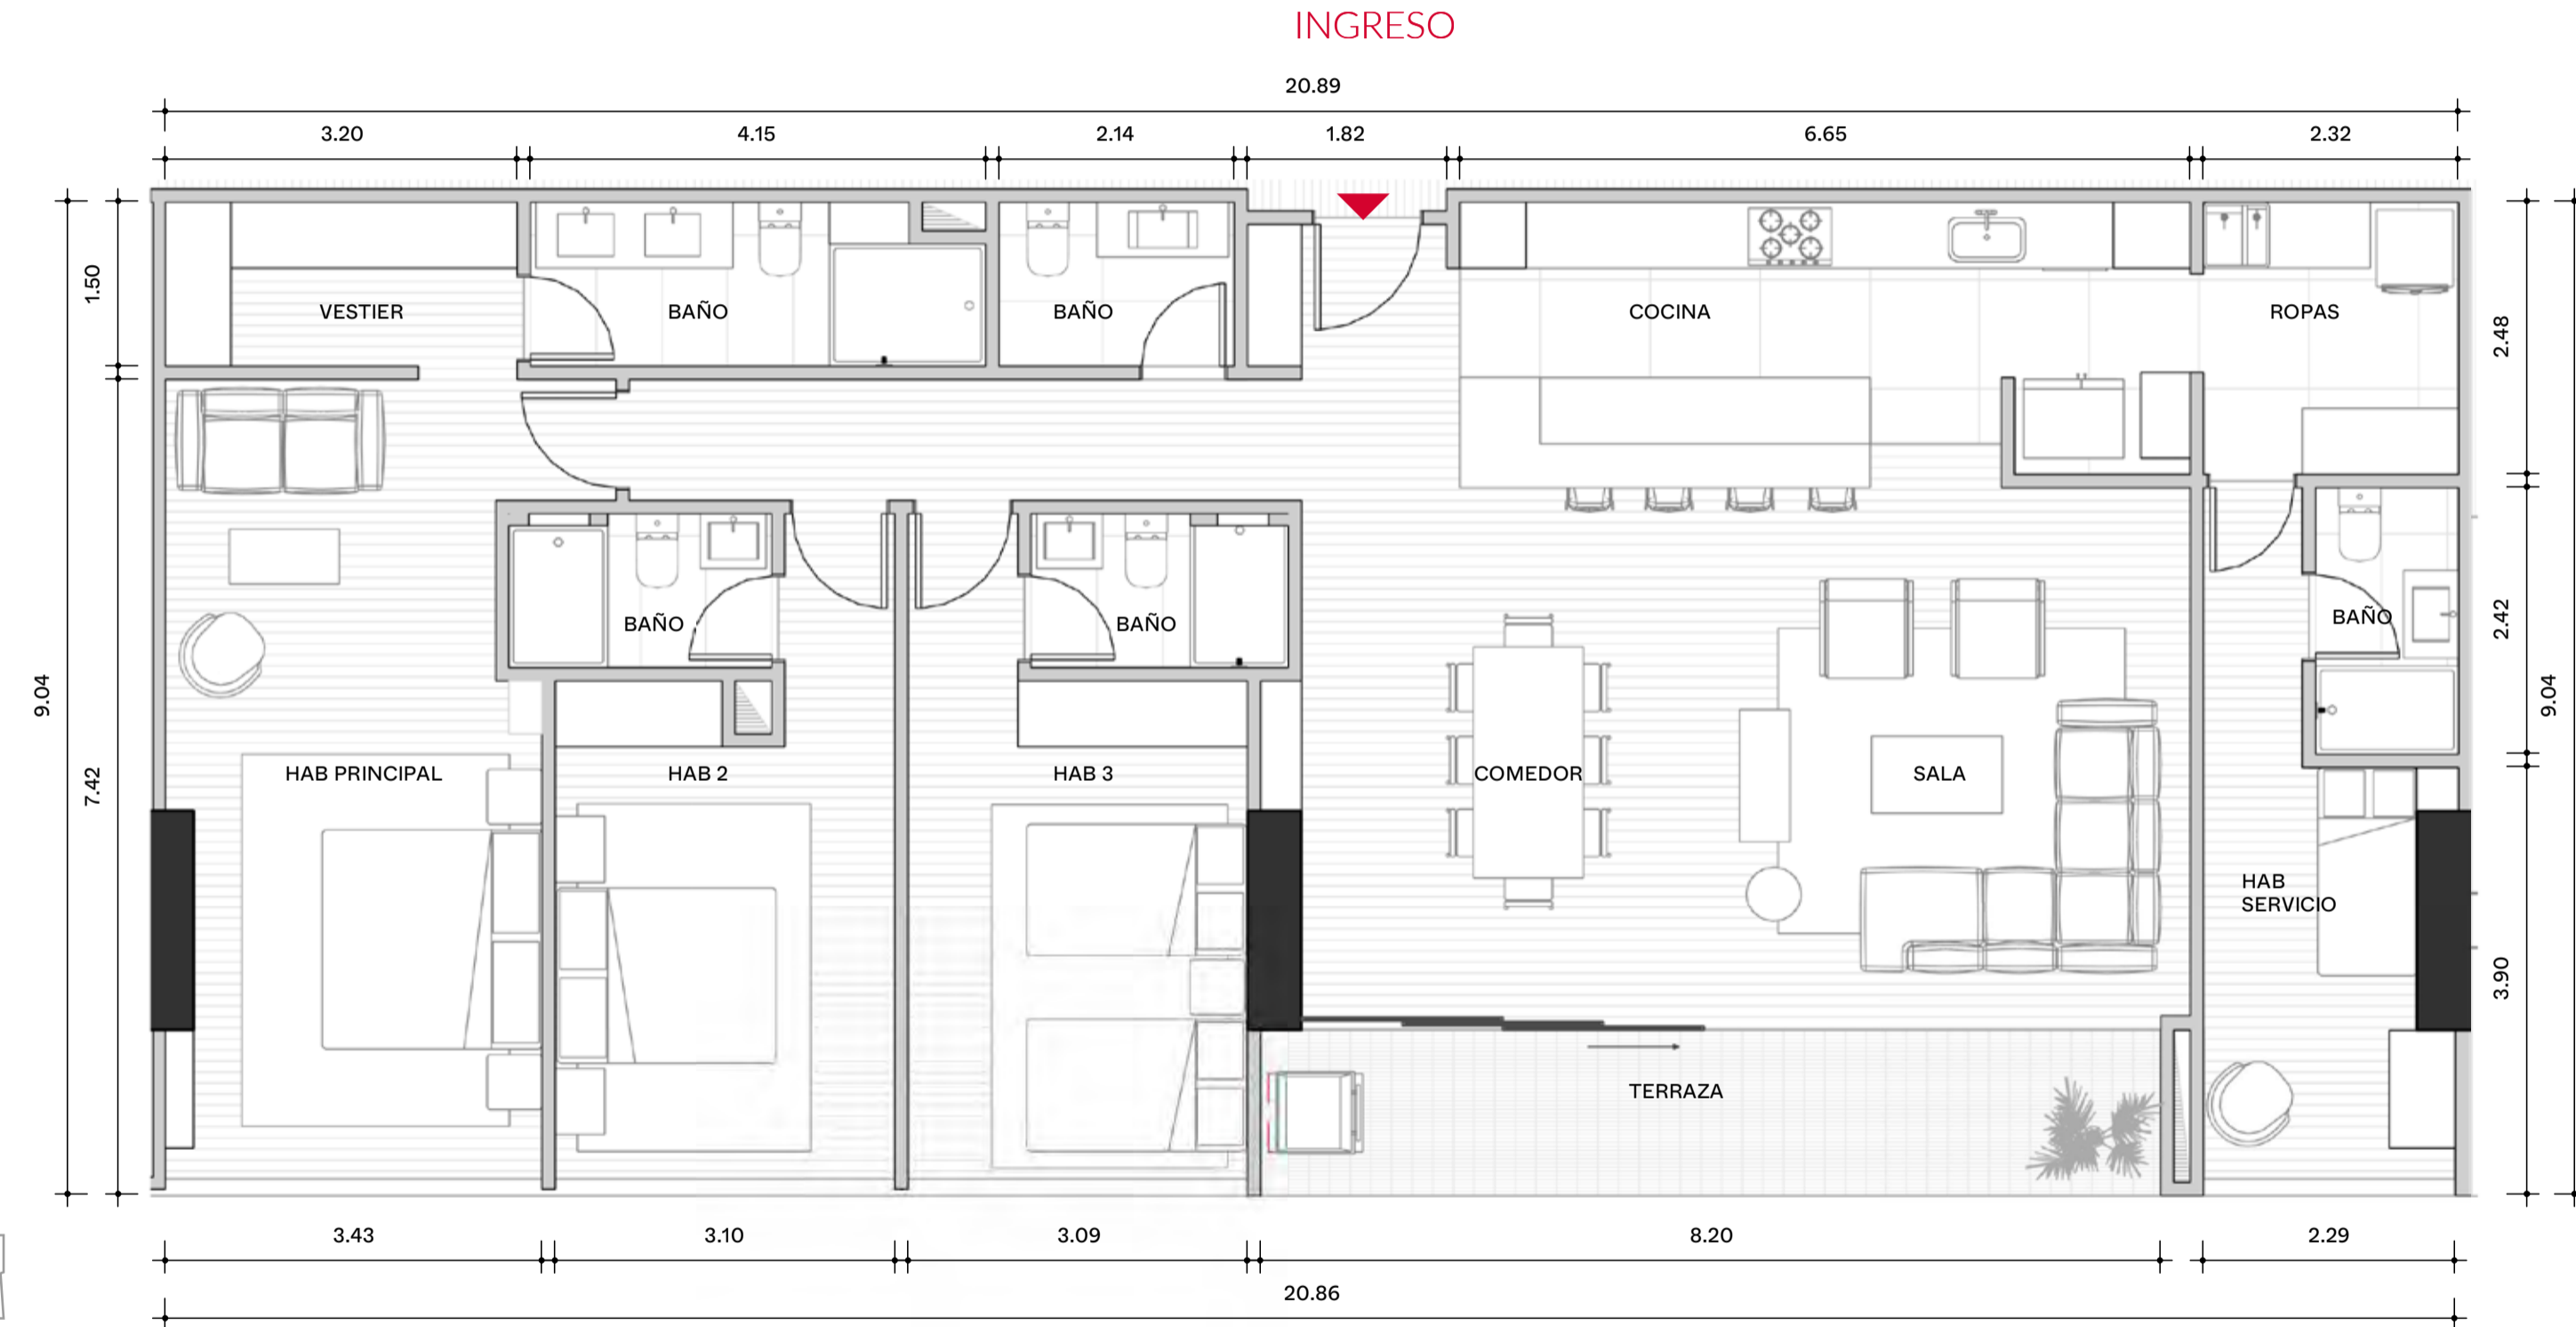 INGRESO
20.89
3.20 4.15 2.14 1.82 6.65 2.32
1.50
VESTIER BAÑO BAÑO COCINA ROPAS
2.48
BAÑO BAÑO BAÑO
2.42
9.04
9.04
7.42
HAB PRINCIPAL HAB 2 HAB 3 COMEDOR SALA
HAB
SERVICIO
3.90
TERRAZA
3.43 3.10 3.09 8.20 2.29
20.86